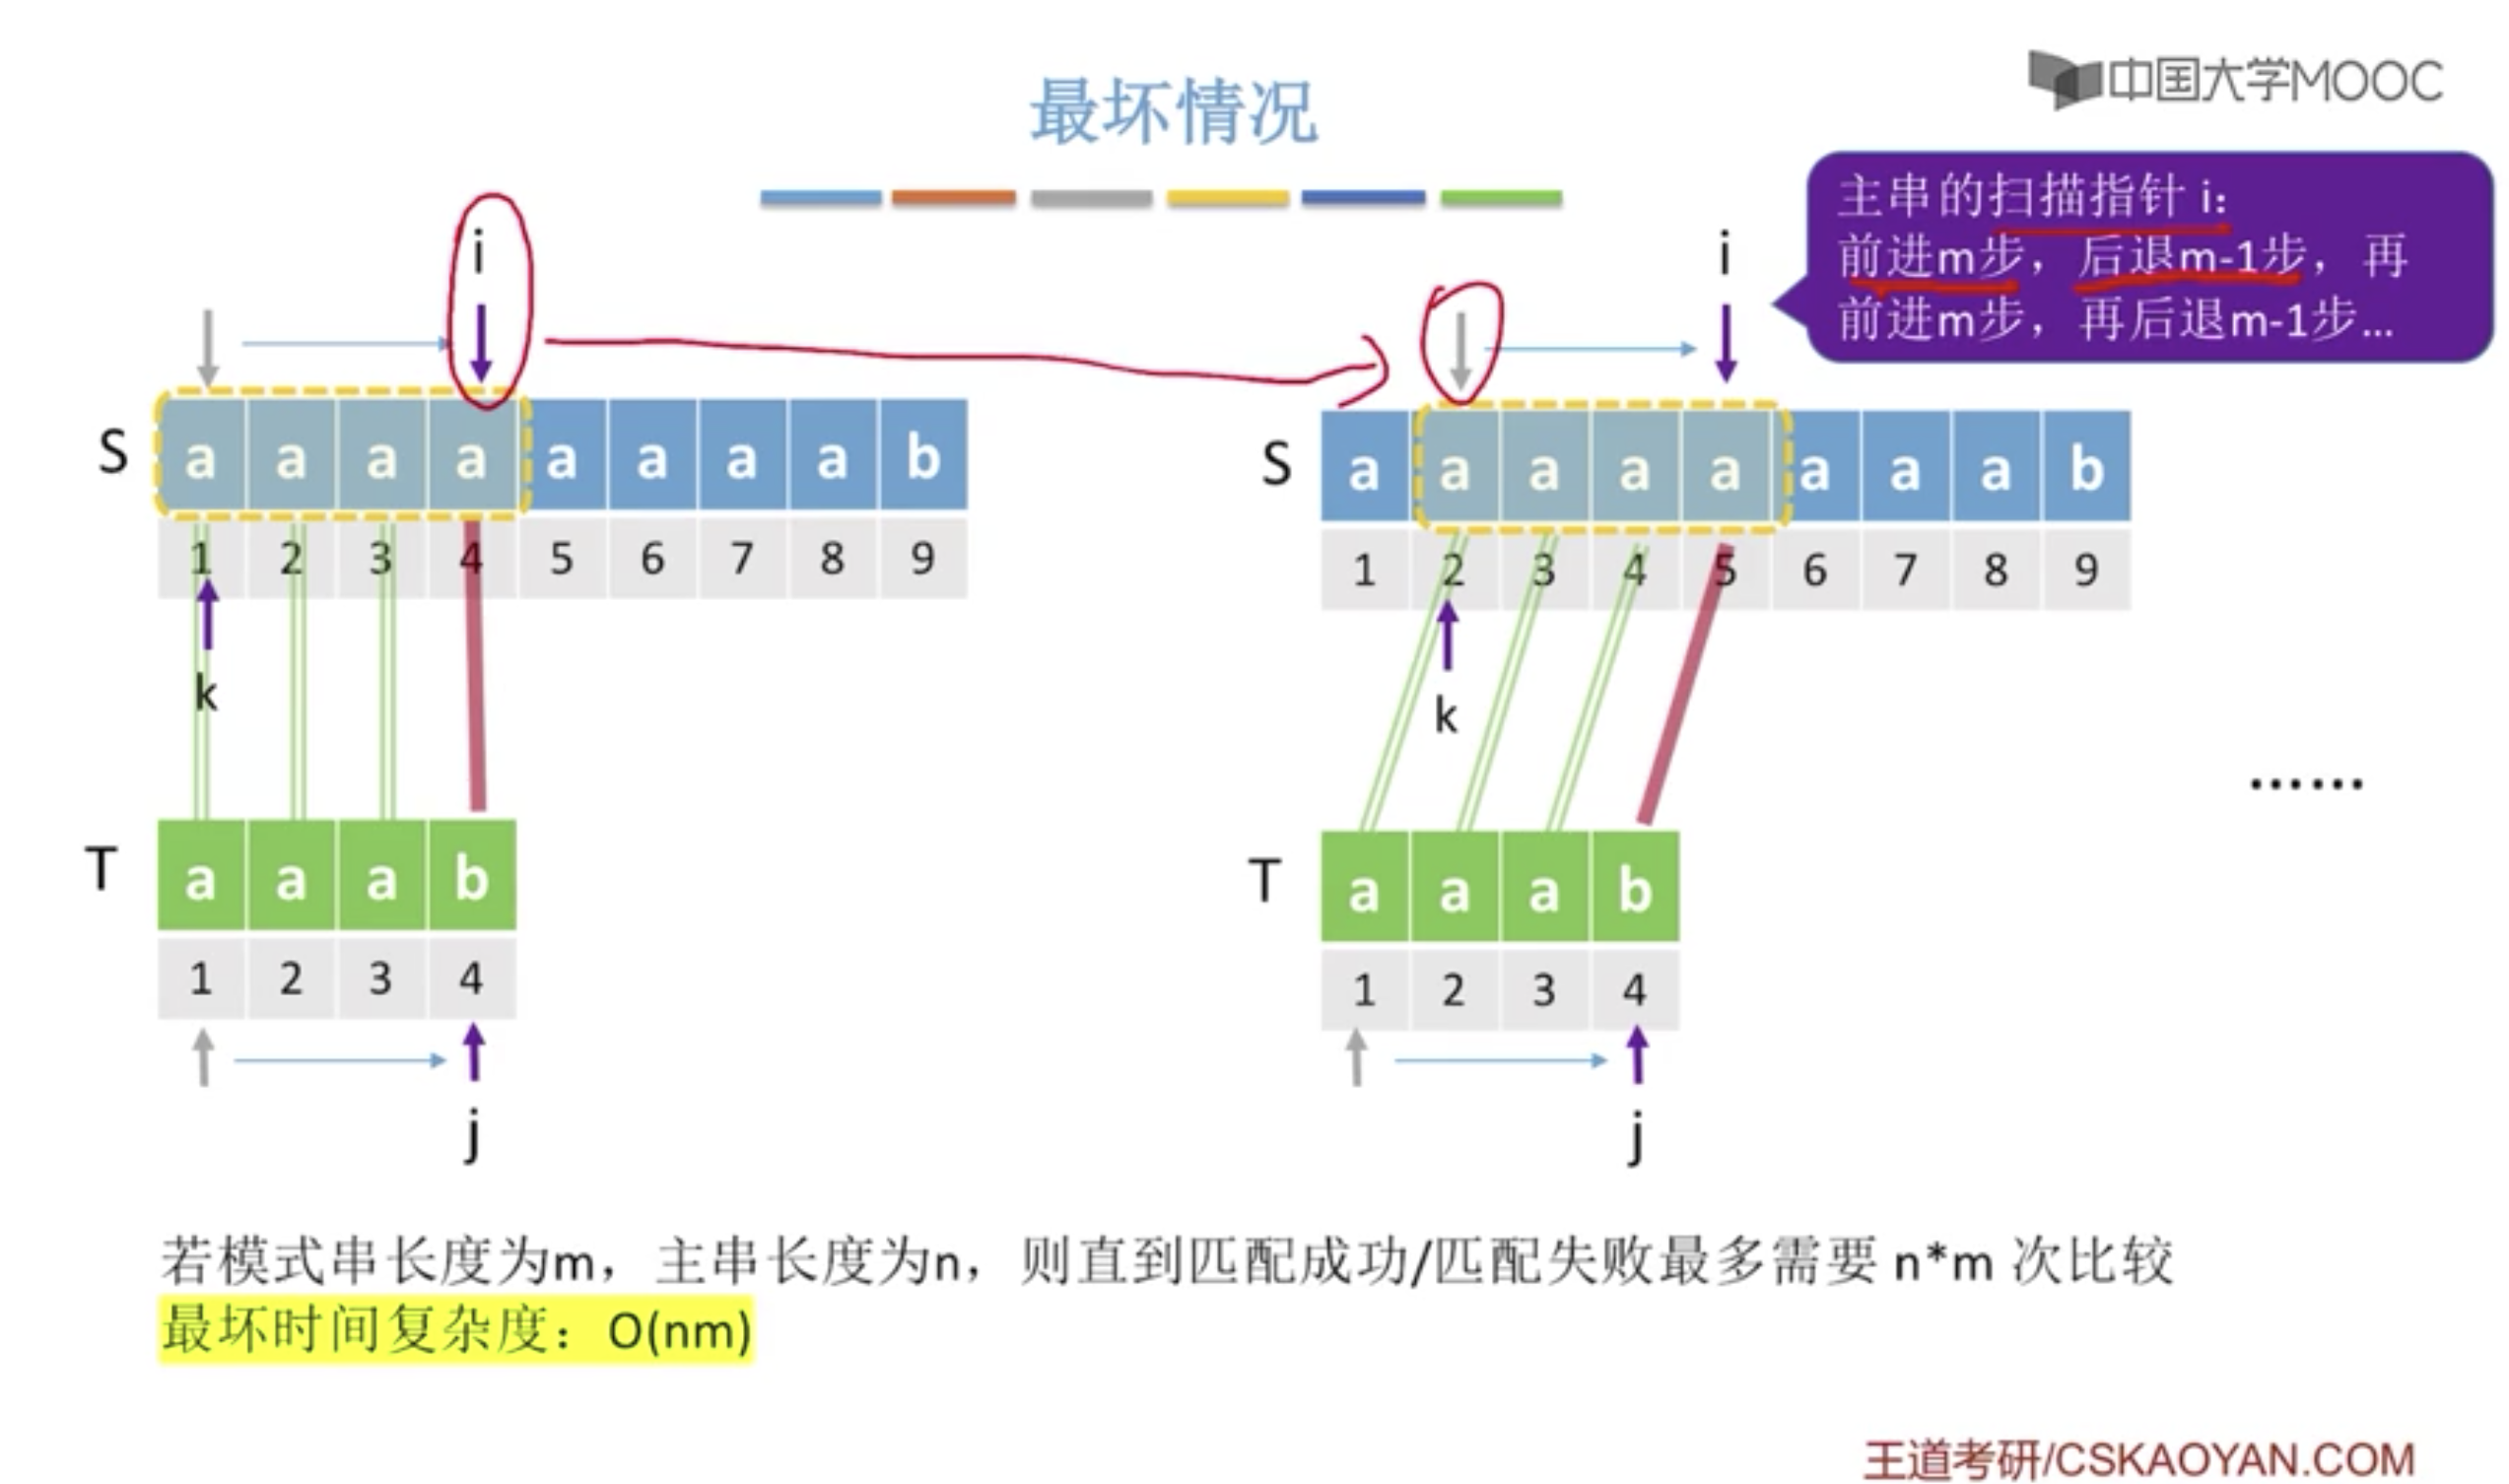 中国大学MOOC
最坏情况
主串的扫描指针 i:
前进m步，后退m-1步，再
前进m步，再后退m-1步...
i
S a a a a a a a a b
1 2 3 4 5 6 7 8 9
k
T a a a b
1 2 3 4
j
i
S a a a a a a a a b
1 2 3 4 5 6 7 8 9
k
T a a a b
1 2 3 4
j
……
若模式串长度为m，主串长度为n，则直到匹配成功/匹配失败最多需要 n*m 次比较
最坏时间复杂度：O(nm)
王道考研/CSKAOYAN.COM